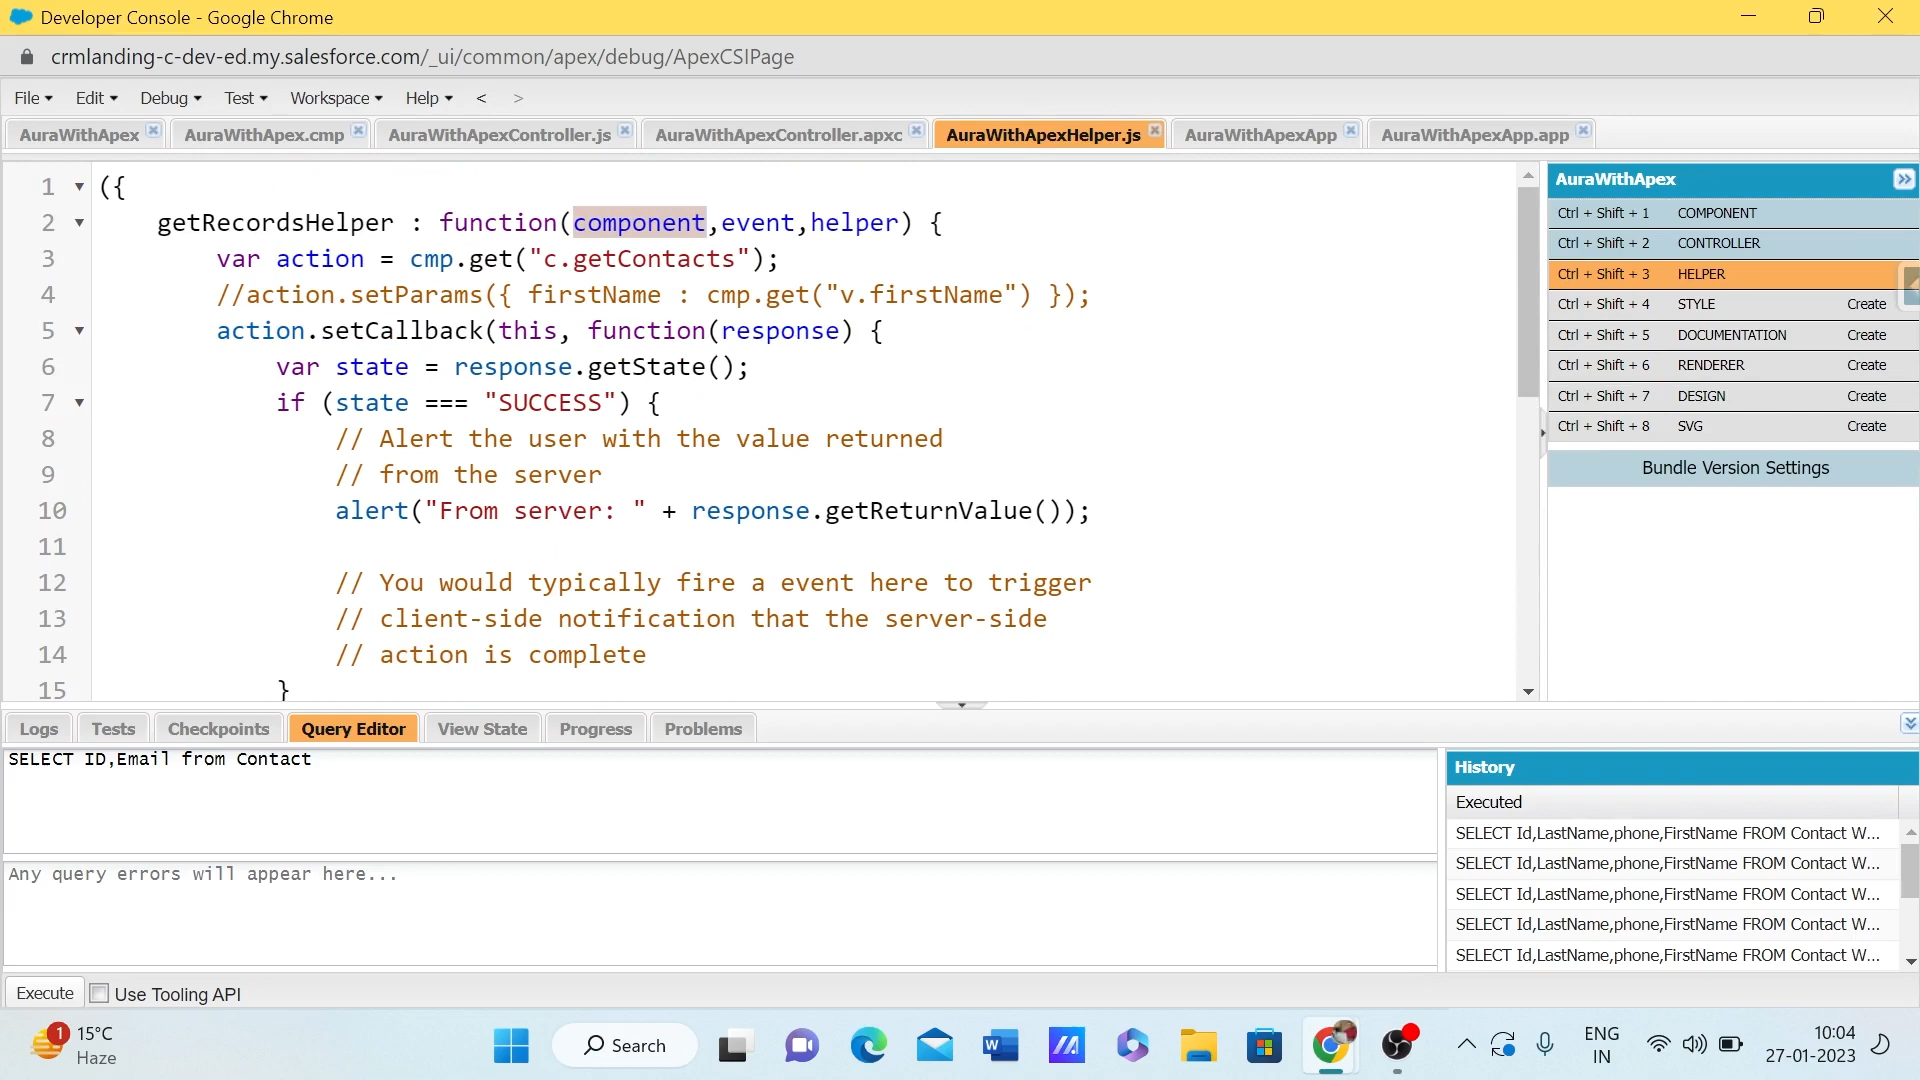 Developer Console - Google Chrome
crmlanding-c-dev-ed.my.salesforce.com/_ui/common/apex/debug/ApexCSIPage
File Edit Debug Test Workspace Help < >
AuraWithApex AuraWithApex.cmp AuraWithApexController.js AuraWithApexController.apxc AuraWithApexHelper.js AuraWithApexApp AuraWithApexApp.app
1 ({
2 getRecordsHelper : function(component,event,helper) {
3 var action = cmp.get("c.getContacts");
4 //action.setParams({ firstName : cmp.get("v.firstName") });
5 action.setCallback(this, function(response) {
6 var state = response.getState();
7 if (state === "SUCCESS") {
8 // Alert the user with the value returned
9 // from the server
10 alert("From server: " + response.getReturnValue());
11
12 // You would typically fire a event here to trigger
13 // client-side notification that the server-side
14 // action is complete
15 }
AuraWithApex
Ctrl + Shift + 1 COMPONENT
Ctrl + Shift + 2 CONTROLLER
Ctrl + Shift + 3 HELPER
Ctrl + Shift + 4 STYLE Create
Ctrl + Shift + 5 DOCUMENTATION Create
Ctrl + Shift + 6 RENDERER Create
Ctrl + Shift + 7 DESIGN Create
Ctrl + Shift + 8 SVG Create
Bundle Version Settings
Logs Tests Checkpoints Query Editor View State Progress Problems
SELECT ID,Email from Contact
Any query errors will appear here...
History
Executed
SELECT Id,LastName,phone,FirstName FROM Contact W...
SELECT Id,LastName,phone,FirstName FROM Contact W...
SELECT Id,LastName,phone,FirstName FROM Contact W...
SELECT Id,LastName,phone,FirstName FROM Contact W...
SELECT Id,LastName,phone,FirstName FROM Contact W...
Execute Use Tooling API
1 15°C
Haze
Search
W
ENG
IN
10:04
27-01-2023